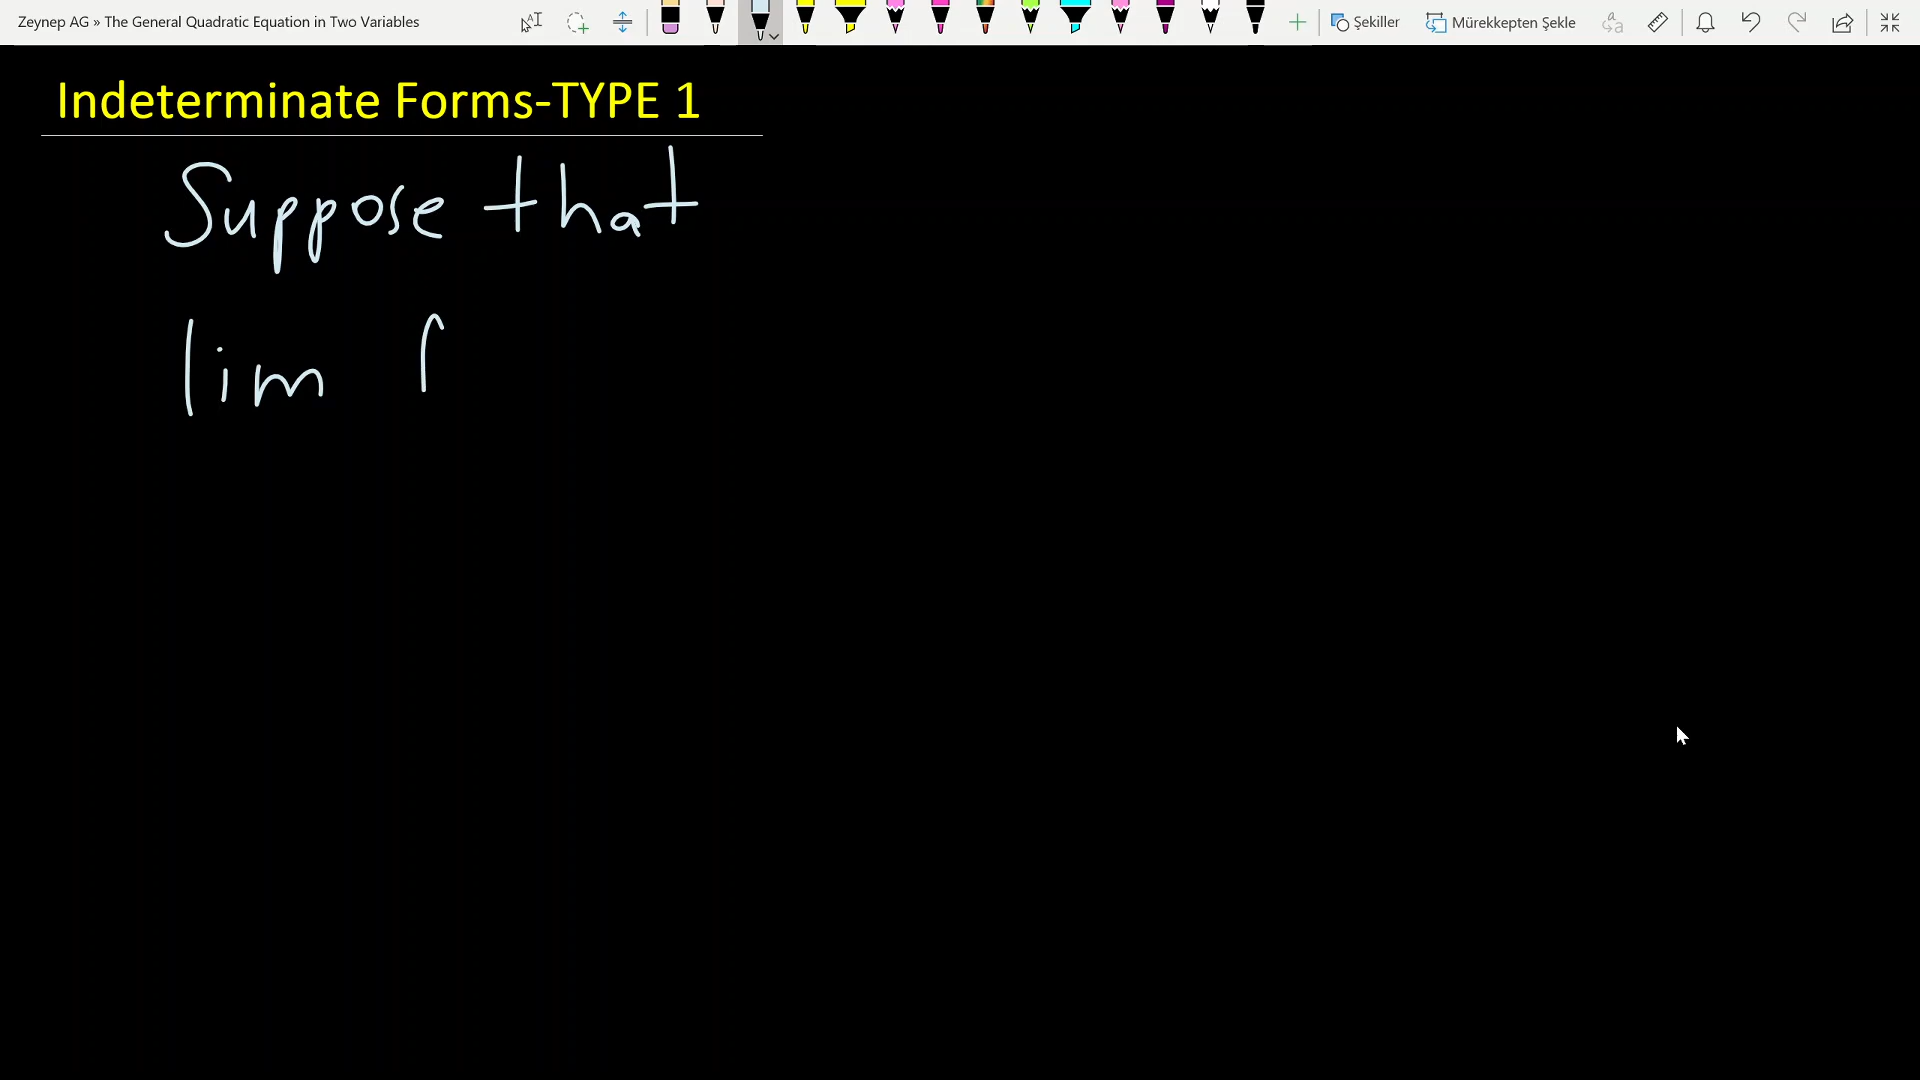 Zeynep AG » The General Quadratic Equation in Two Variables
Şekiller
Mürekkepten Şekle
Indeterminate Forms-TYPE 1
Suppose that
lim